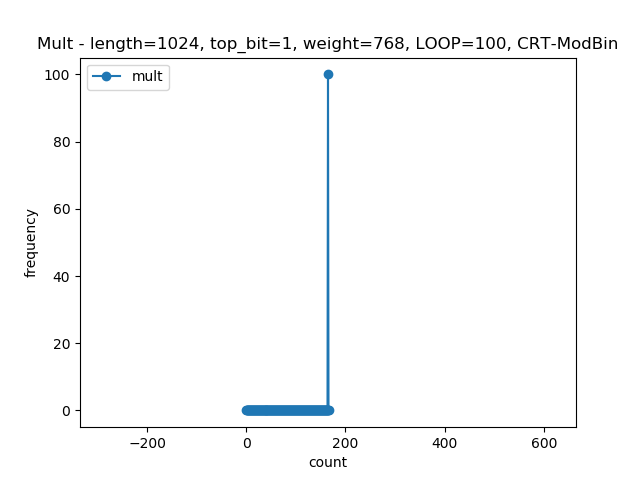 Mult - length=1024, top_bit=1, weight=768, LOOP=100, CRT-ModBin
mult
100
80
60
40
20
0
frequency
−200 0 200 400 600
count